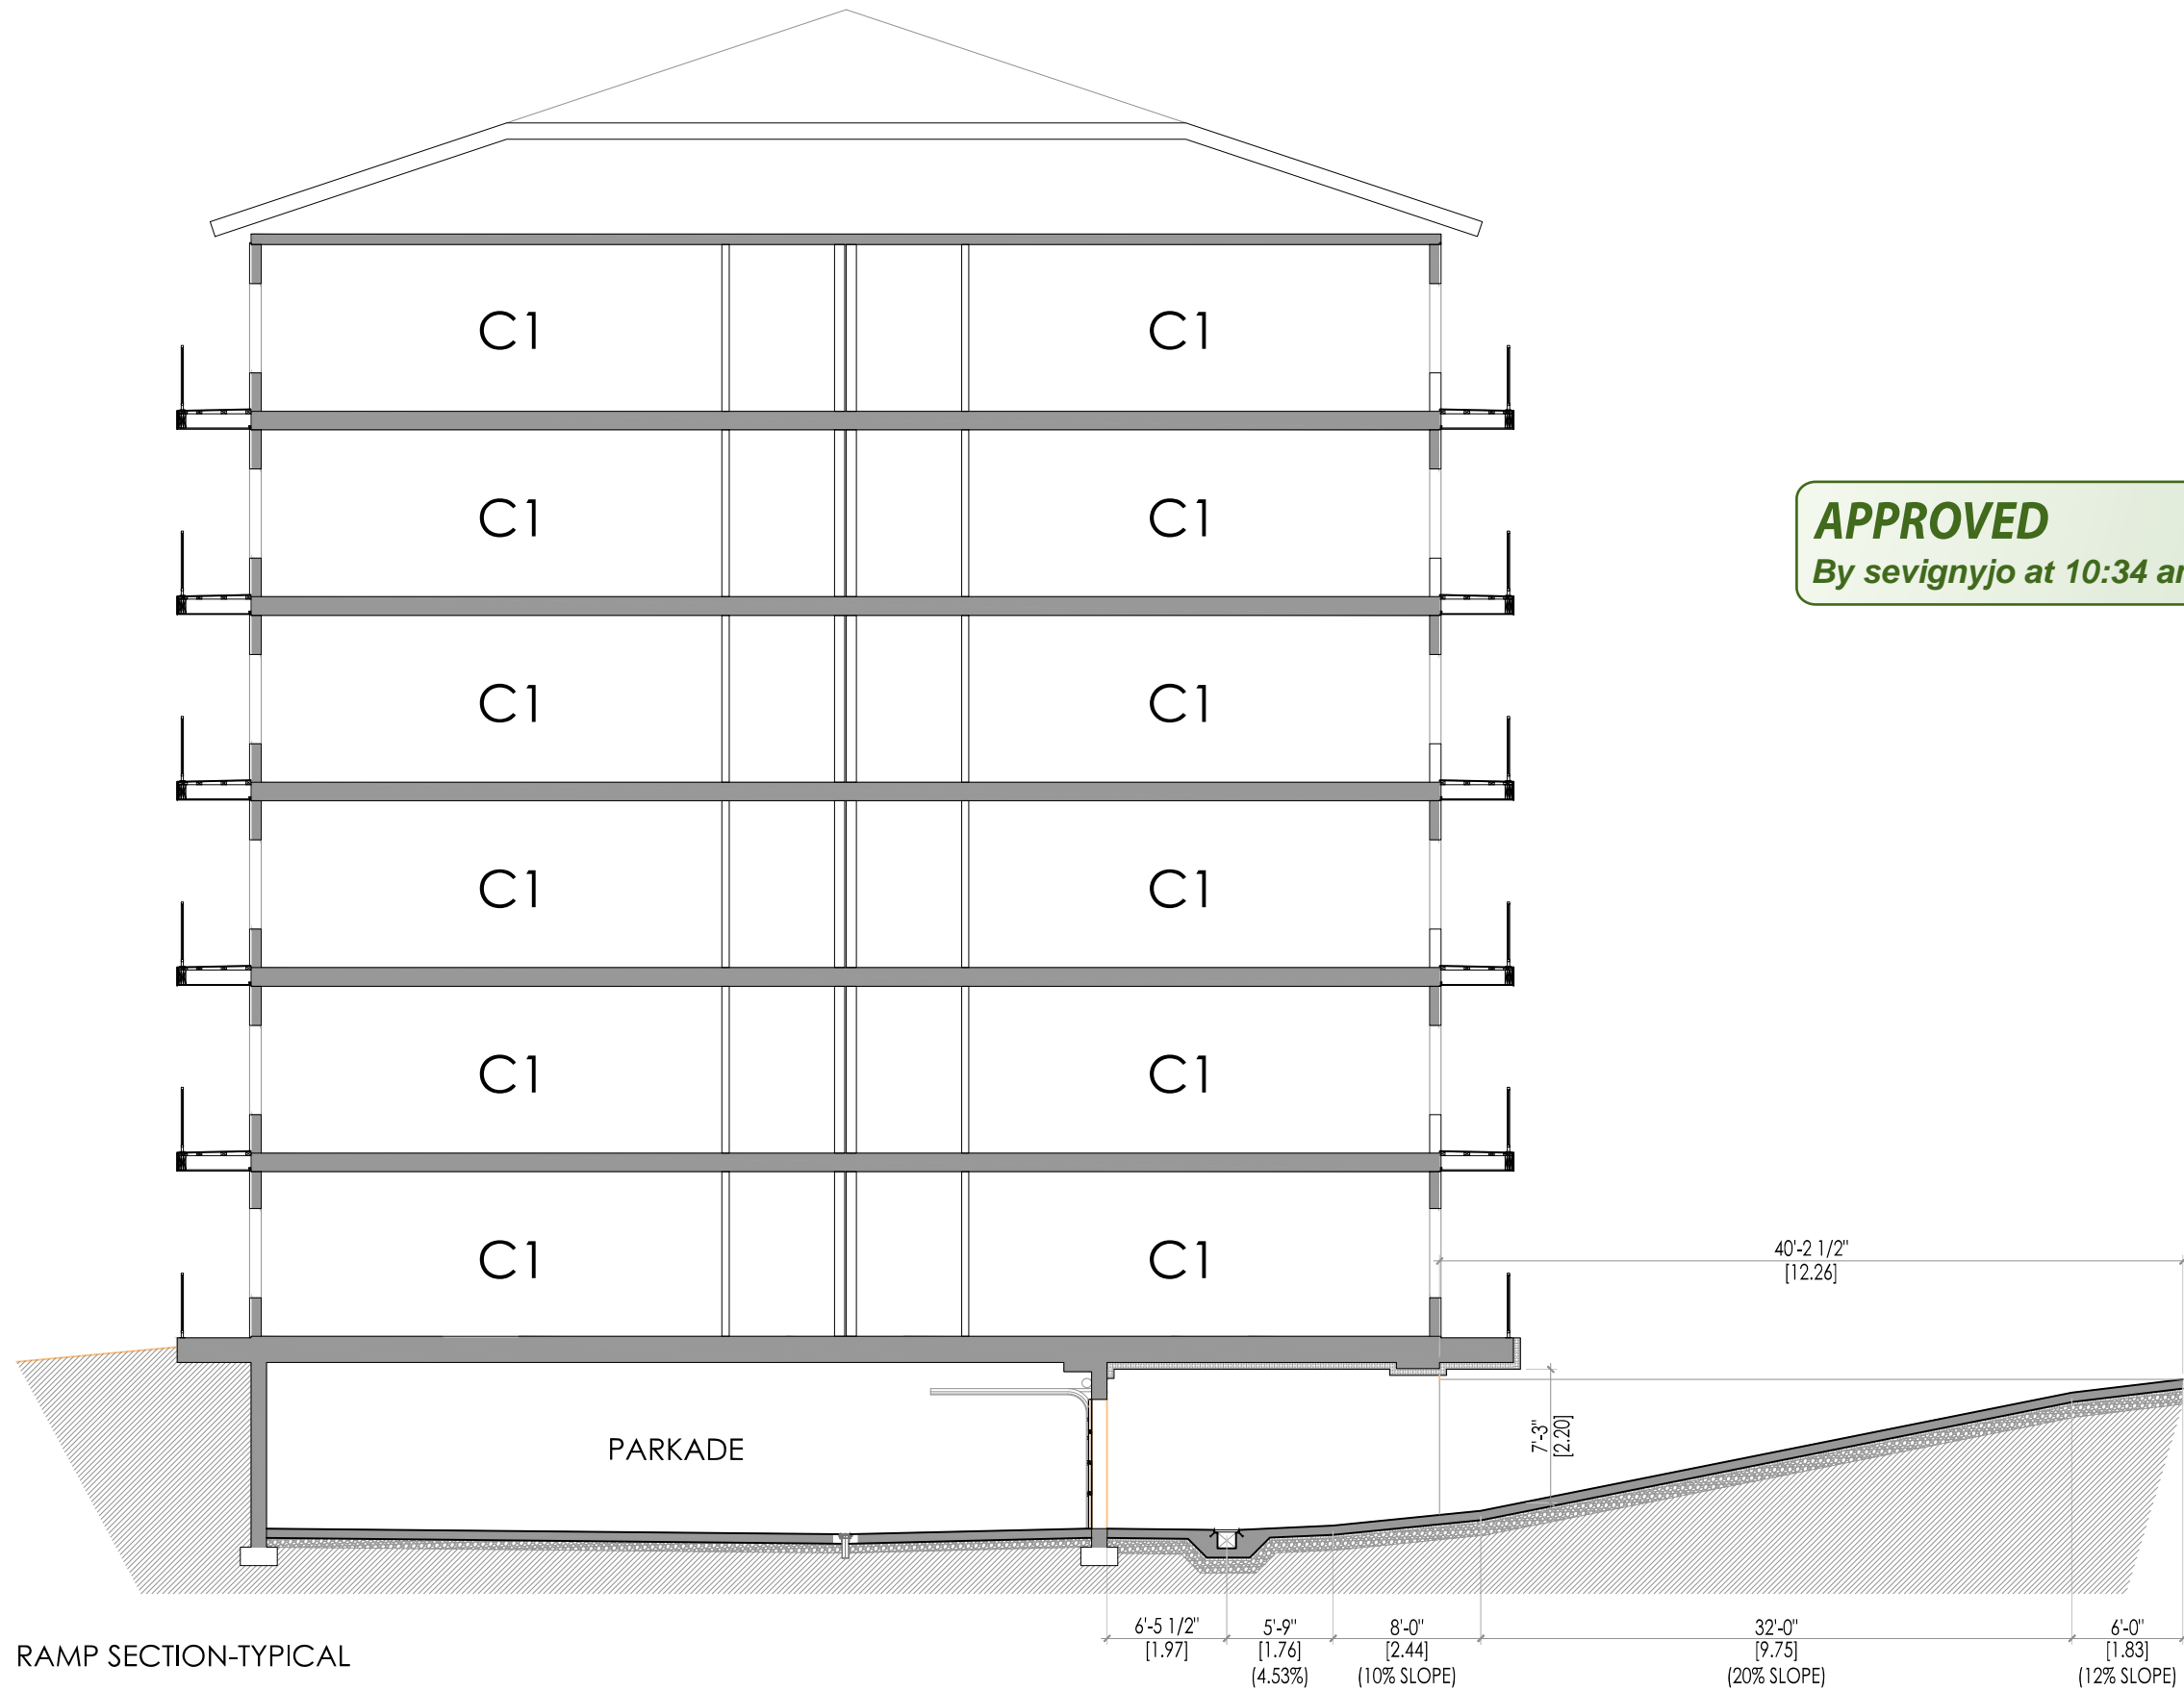 C1 C1
APPROVED
By sevignyjo at 10:34 am
C1 C1
C1 C1
C1 C1
C1 C1
C1 C1
40'-2 1/2"
[12.26]
7'-3"
[2.20]
PARKADE
6'-5 1/2" 5'-9" 8'-0" 32'-0" 6'-0"
[1.97] [1.76] [2.44] [9.75] [1.83]
(4.53%) (10% SLOPE) (20% SLOPE) (12% SLOPE)
RAMP SECTION-TYPICAL